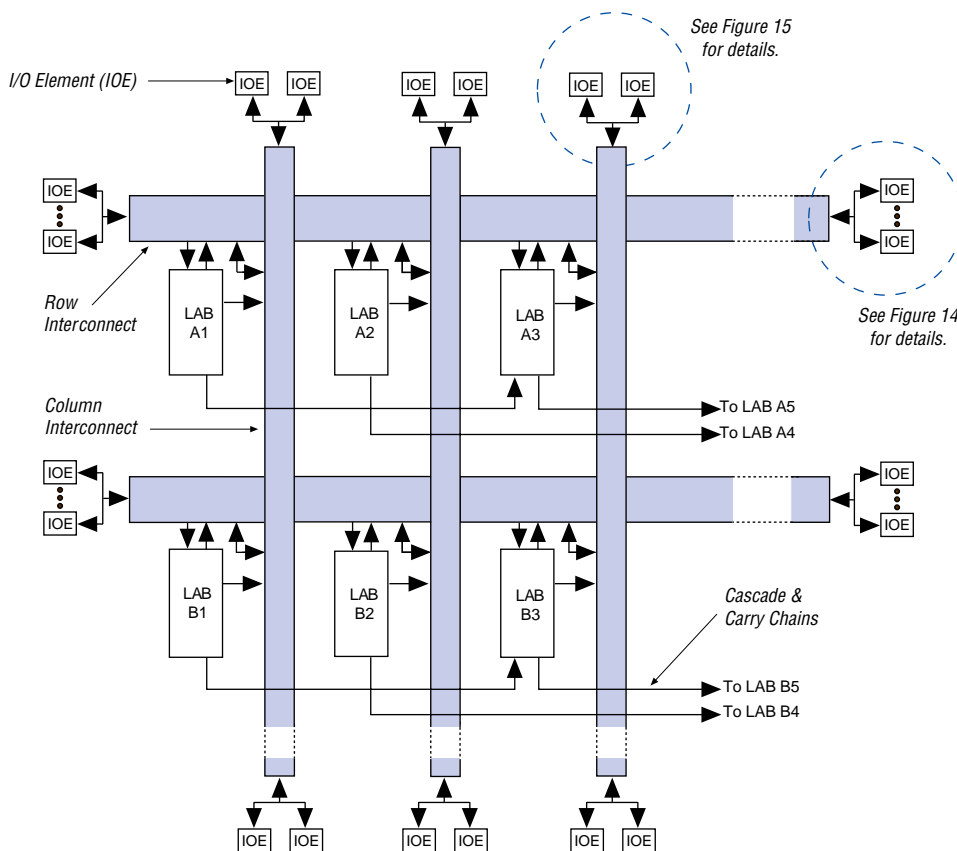 See Figure 15
for details.
I/O Element (IOE)
IOE
IOE
IOE
IOE
IOE
IOE
IOE
IOE
IOE
IOE
Row
Interconnect
LAB
A1
LAB
A2
LAB
A3
See Figure 14
for details.
Column
Interconnect
To LAB A5
To LAB A4
IOE
IOE
IOE
IOE
LAB
B1
LAB
B2
LAB
B3
Cascade &
Carry Chains
To LAB B5
To LAB B4
IOE
IOE
IOE
IOE
IOE
IOE